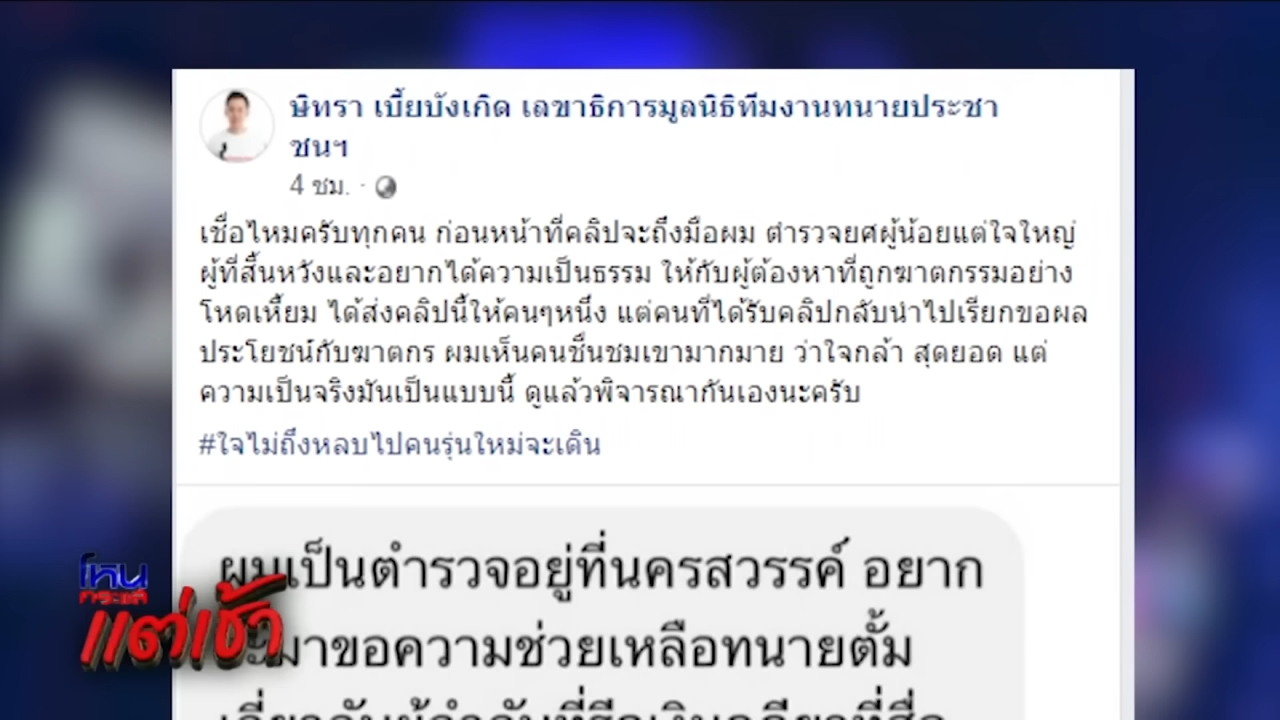 ษิทรา เบี้ยบังเกิด เลขาธิการมูลนิธิทีมงานทนายประชา
ชนฯ
4 ชม. ·
เชื่อไหมครับทุกคน ก่อนหน้าที่คลิปจะถึงมือผม ตำรวจยศผู้น้อยแต่ใจใหญ่
ผู้ที่สิ้นหวังและอยากได้ความเป็นธรรม ให้กับผู้ต้องหาที่ถูกฆาตกรรมอย่าง
โหดเหี้ยม ได้ส่งคลิปนี้ให้คนๆหนึ่ง แต่คนที่ได้รับคลิปกลับนำไปเรียกขอผล
ประโยชน์กับฆาตกร ผมเห็นคนชื่นชมเขามากมาย ว่าใจกล้า สุดยอด แต่
ความเป็นจริงมันเป็นแบบนี้ ดูแล้วพิจารณากันเองนะครับ
#ใจไม่ถึงหลบไปคนรุ่นใหม่จะเดิน
ผมเป็นตำรวจอยู่ที่นครสวรรค์ อยาก
จะมาขอความช่วยเหลือทนายตั้ม
โหนกระแส
แต่เช้า